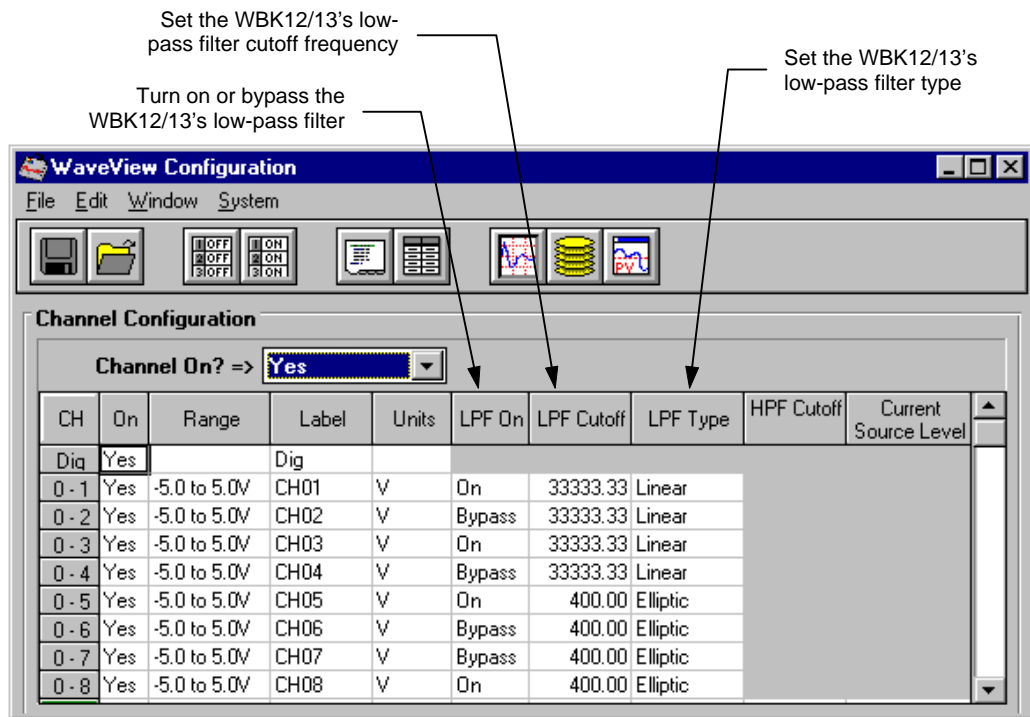 Set the WBK12/13's low-
pass filter cutoff frequency
Set the WBK12/13's
low-pass filter type
Turn on or bypass the
WBK12/13's low-pass filter
WaveView Configuration
File Edit Window System
1 OFF
2 OFF
3 OFF
1 ON
2 ON
3 ON
PV
Channel Configuration
Channel On? => Yes
CH On Range Label Units LPF On LPF Cutoff LPF Type HPF Cutoff Current Source Level
Dig Yes Dig
0 - 1 Yes -5.0 to 5.0V CH01 V On 33333.33 Linear
0 - 2 Yes -5.0 to 5.0V CH02 V Bypass 33333.33 Linear
0 - 3 Yes -5.0 to 5.0V CH03 V On 33333.33 Linear
0 - 4 Yes -5.0 to 5.0V CH04 V Bypass 33333.33 Linear
0 - 5 Yes -5.0 to 5.0V CH05 V On 400.00 Elliptic
0 - 6 Yes -5.0 to 5.0V CH06 V Bypass 400.00 Elliptic
0 - 7 Yes -5.0 to 5.0V CH07 V Bypass 400.00 Elliptic
0 - 8 Yes -5.0 to 5.0V CH08 V On 400.00 Elliptic